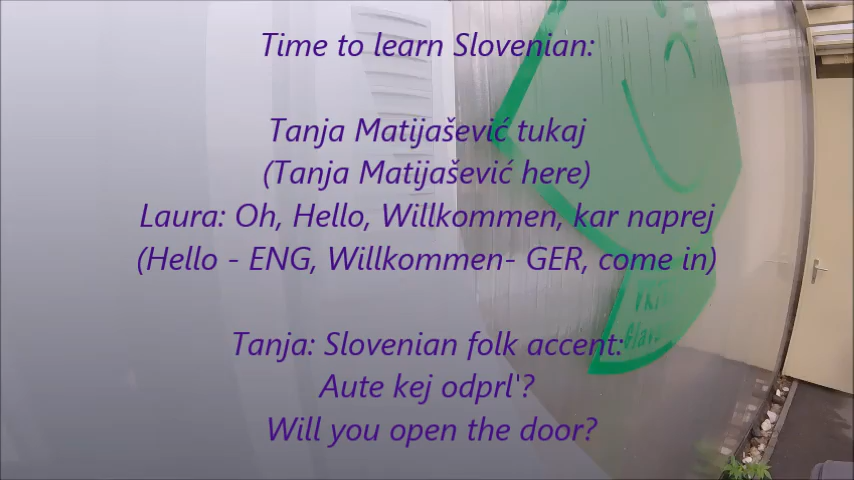 Time to learn Slovenian:
Tanja Matijašević tukaj
(Tanja Matijašević here)
Laura: Oh, Hello, Willkommen, kar naprej
(Hello - ENG, Willkommen- GER, come in)
Tanja: Slovenian folk accent:
Aute kej odprl'?
Will you open the door?